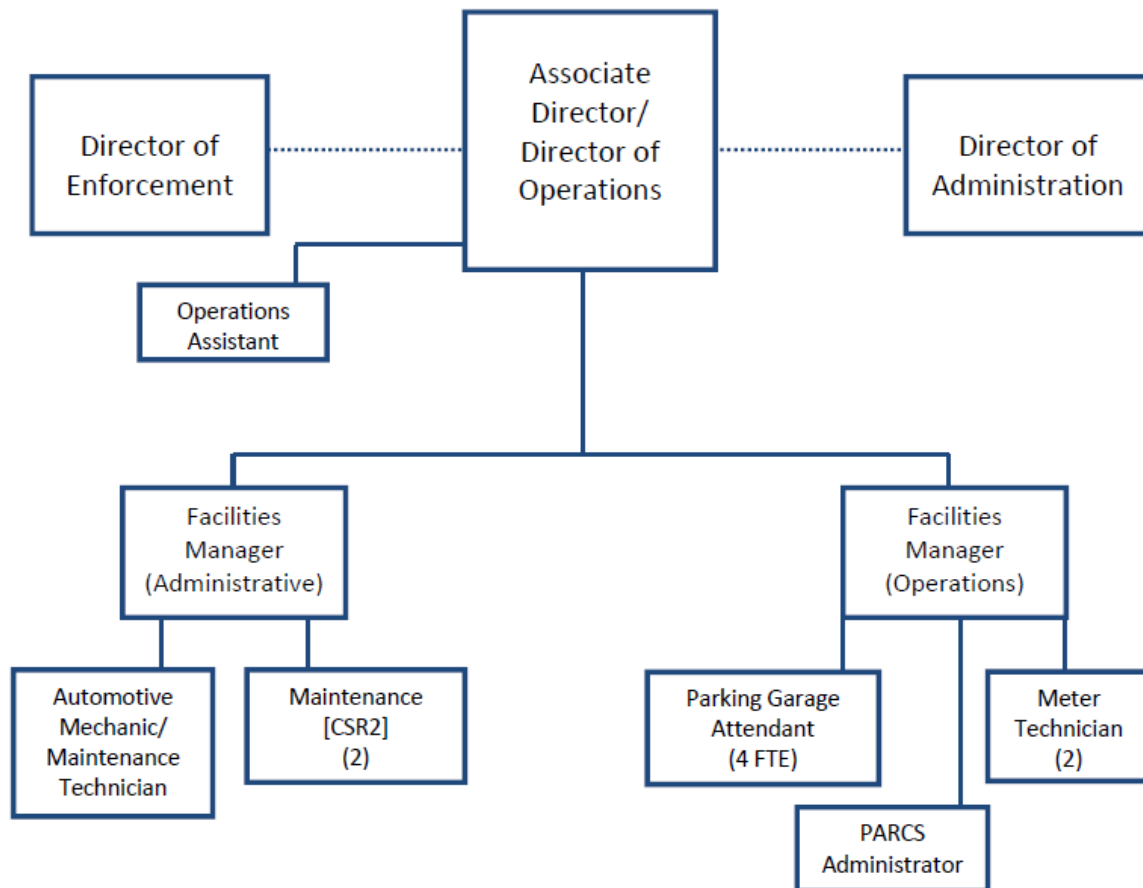 Associate
Director/
Director of
Operations
Director of
Enforcement
Director of
Administration
Operations
Assistant
Facilities
Manager
(Administrative)
Facilities
Manager
(Operations)
Automotive
Mechanic/
Maintenance
Technician
Maintenance
[CSR2]
(2)
Parking Garage
Attendant
(4 FTE)
Meter
Technician
(2)
PARCS
Administrator